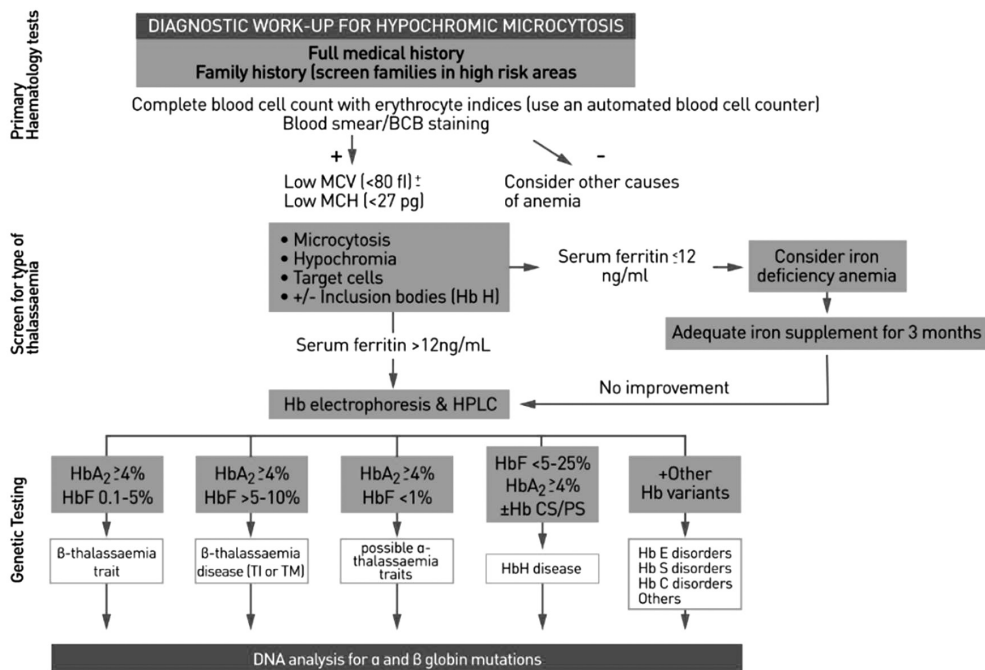 DIAGNOSTIC WORK-UP FOR HYPOCHROMIC MICROCYTOSIS
Full medical history
Family history (screen families in high risk areas
Primary
Haematology tests
Complete blood cell count with erythrocyte indices (use an automated blood cell counter)
Blood smear/BCB staining
+
–
Low MCV (<80 fl) ±
Low MCH (<27 pg)
Consider other causes
of anemia
Screen for type of
thalassaemia
• Microcytosis
• Hypochromia
• Target cells
• +/- Inclusion bodies (Hb H)
Serum ferritin ≤12
ng/ml
Consider iron
deficiency anemia
Adequate iron supplement for 3 months
Serum ferritin >12ng/mL
No improvement
Hb electrophoresis & HPLC
Genetic Testing
HbA₂ ≥4%
HbF 0.1-5%
HbA₂ ≥4%
HbF >5-10%
HbA₂ ≥4%
HbF <1%
HbF <5-25%
HbA₂ ≥4%
±Hb CS/PS
+Other
Hb variants
β-thalassaemia
trait
β-thalassaemia
disease (TI or TM)
possible α-
thalassaemia
traits
HbH disease
Hb E disorders
Hb S disorders
Hb C disorders
Others
DNA analysis for α and β globin mutations